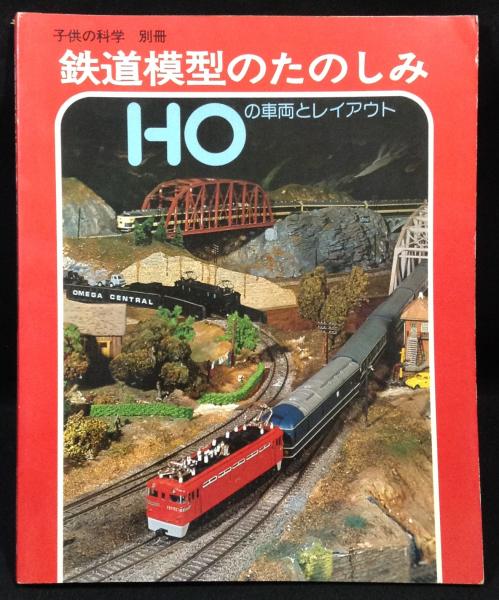 子供の科学 別冊
鉄道模型のたのしみ
HOの車両とレイアウト
OMEGA CENTRAL